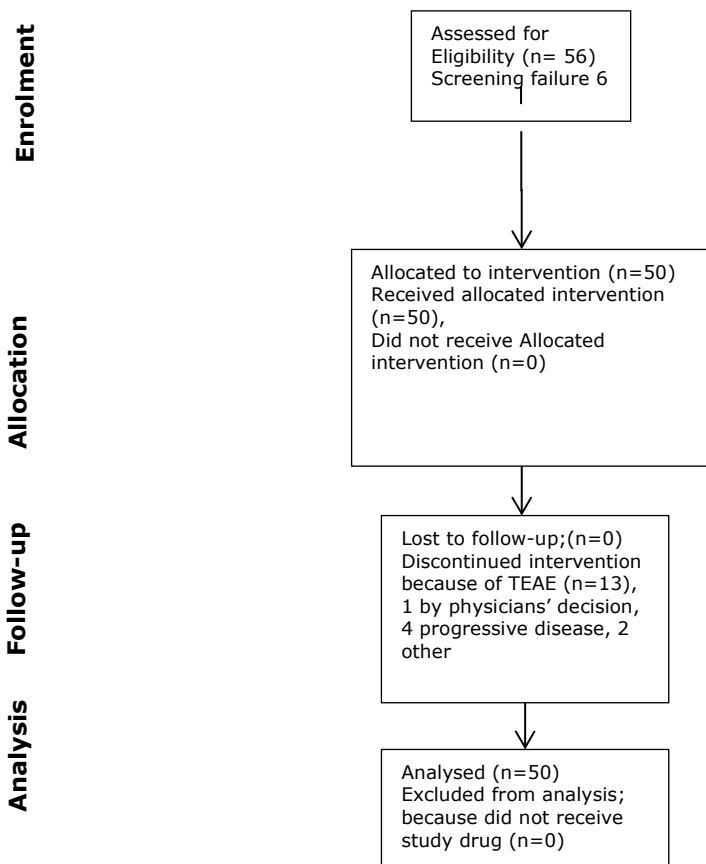 Enrolment
Assessed for
Eligibility (n= 56)
Screening failure 6
Allocation
Allocated to intervention (n=50)
Received allocated intervention
(n=50),
Did not receive Allocated
intervention (n=0)
Follow-up
Lost to follow-up;(n=0)
Discontinued intervention
because of TEAE (n=13),
1 by physicians’ decision,
4 progressive disease, 2
other
Analysis
Analysed (n=50)
Excluded from analysis;
because did not receive
study drug (n=0)